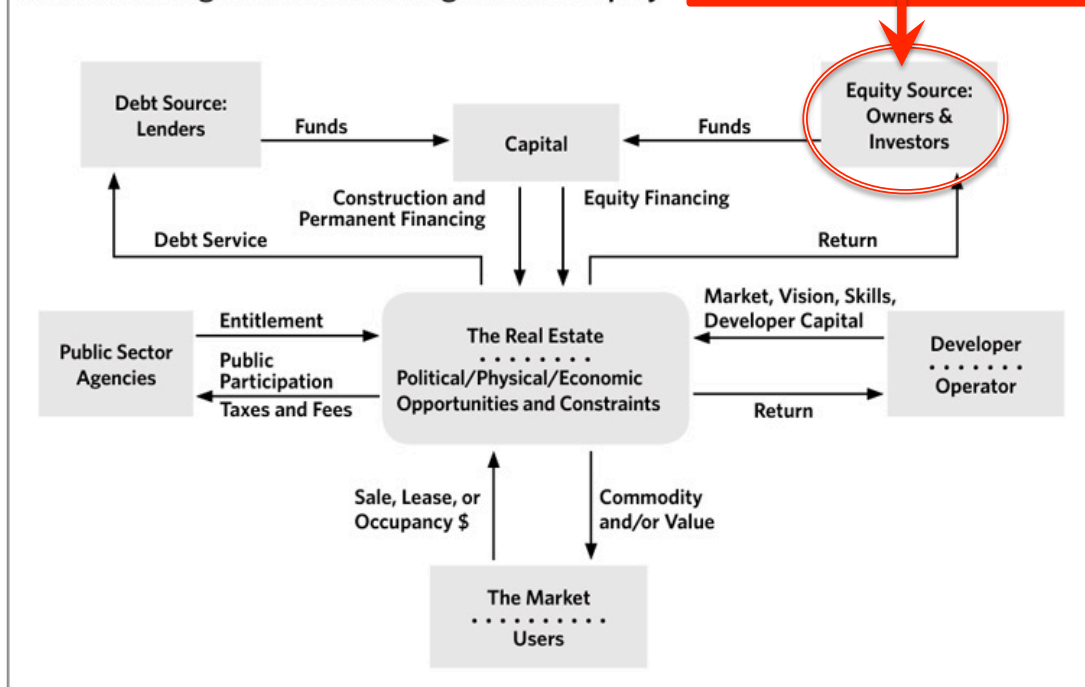 Debt Source:
Lenders
Funds
Capital
Funds
Equity Source:
Owners &
Investors
Construction and
Permanent Financing
Equity Financing
Debt Service
Return
Public Sector
Agencies
Entitlement
Public
Participation
Taxes and Fees
The Real Estate
Political/Physical/Economic
Opportunities and Constraints
Market, Vision, Skills,
Developer Capital
Return
Developer
Operator
Sale, Lease, or
Occupancy $
Commodity
and/or Value
The Market
Users